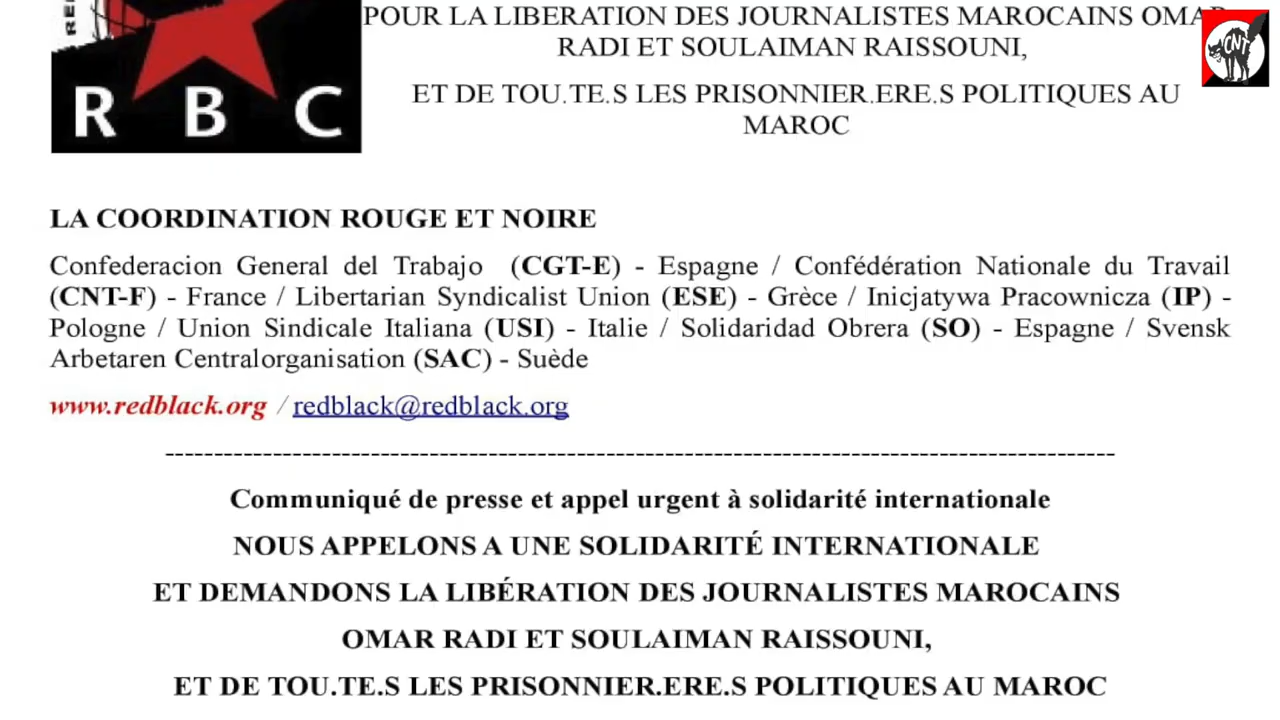 POUR LA LIBERATION DES JOURNALISTES MAROCAINS OMAR
RADI ET SOULAIMAN RAISSOUNI,
ET DE TOU.TE.S LES PRISONNIER.ERE.S POLITIQUES AU
MAROC
R B C
CNT
LA COORDINATION ROUGE ET NOIRE
Confederacion General del Trabajo (CGT-E) - Espagne / Confédération Nationale du Travail
(CNT-F) - France / Libertarian Syndicalist Union (ESE) - Grèce / Inicjatywa Pracownicza (IP) -
Pologne / Union Sindicale Italiana (USI) - Italie / Solidaridad Obrera (SO) - Espagne / Svensk
Arbetaren Centralorganisation (SAC) - Suède
www.redblack.org / redblack@redblack.org
-------------------------------------------------------------------------------------------------
Communiqué de presse et appel urgent à solidarité internationale
NOUS APPELONS A UNE SOLIDARITÉ INTERNATIONALE
ET DEMANDONS LA LIBÉRATION DES JOURNALISTES MAROCAINS
OMAR RADI ET SOULAIMAN RAISSOUNI,
ET DE TOU.TE.S LES PRISONNIER.ERE.S POLITIQUES AU MAROC